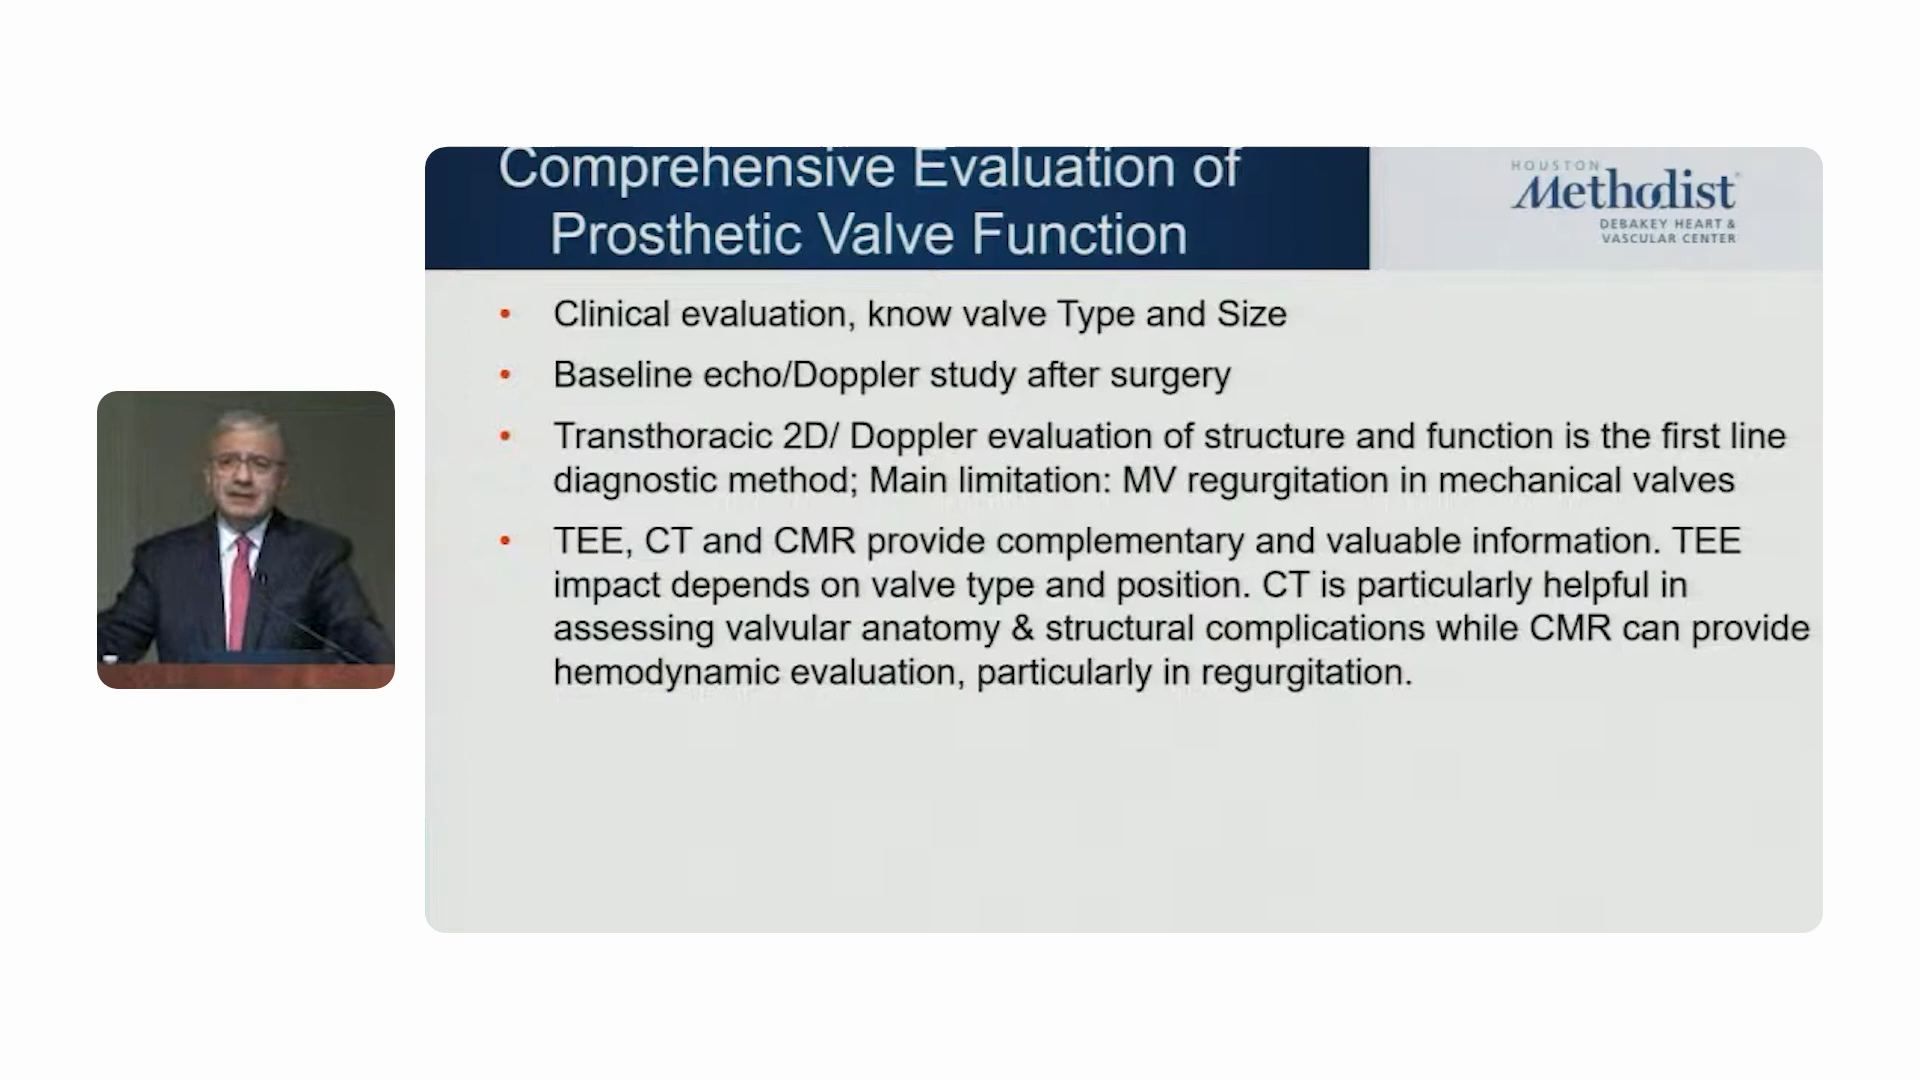 Comprehensive Evaluation of
Prosthetic Valve Function
HOUSTON
Methodist
DEBAKEY HEART &
VASCULAR CENTER
• Clinical evaluation, know valve Type and Size
• Baseline echo/Doppler study after surgery
• Transthoracic 2D/ Doppler evaluation of structure and function is the first line
diagnostic method; Main limitation: MV regurgitation in mechanical valves
• TEE, CT and CMR provide complementary and valuable information. TEE
impact depends on valve type and position. CT is particularly helpful in
assessing valvular anatomy & structural complications while CMR can provide
hemodynamic evaluation, particularly in regurgitation.